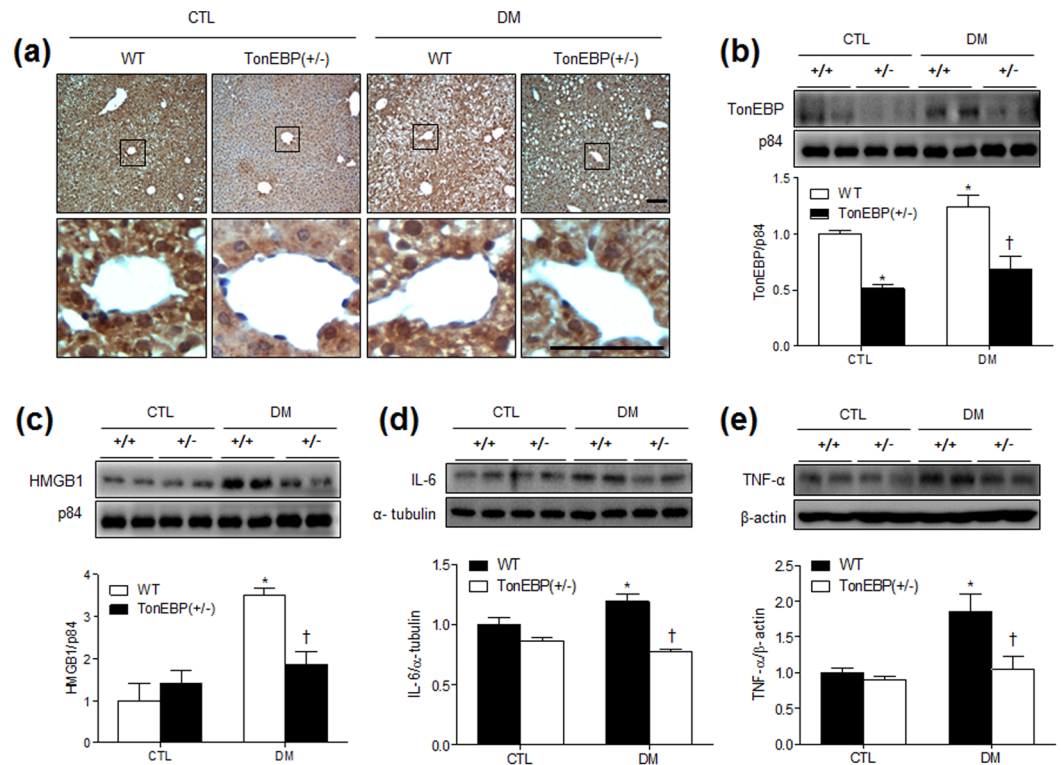 CTL DM
(a)
WT TonEBP(+/-) WT TonEBP(+/-)
(b)
CTL DM
+/+ +/- +/+ +/-
TonEBP
p84
1.5
1.0
0.5
0.0
TonEBP/p84
WT
TonEBP(+/-)
*
*
†
CTL DM
(c)
CTL DM
+/+ +/- +/+ +/-
HMGB1
p84
4
3
2
1
0
HMGB1/p84
WT
TonEBP(+/-)
*
†
CTL DM
(d)
CTL DM
+/+ +/- +/+ +/-
IL-6
α- tubulin
1.5
1.0
0.5
0.0
IL-6/α-tubulin
WT
TonEBP(+/-)
*
†
CTL DM
(e)
CTL DM
+/+ +/- +/+ +/-
TNF-α
β-actin
2.5
2.0
1.5
1.0
0.5
0.0
TNF-α/β-actin
WT
TonEBP(+/-)
*
†
CTL DM